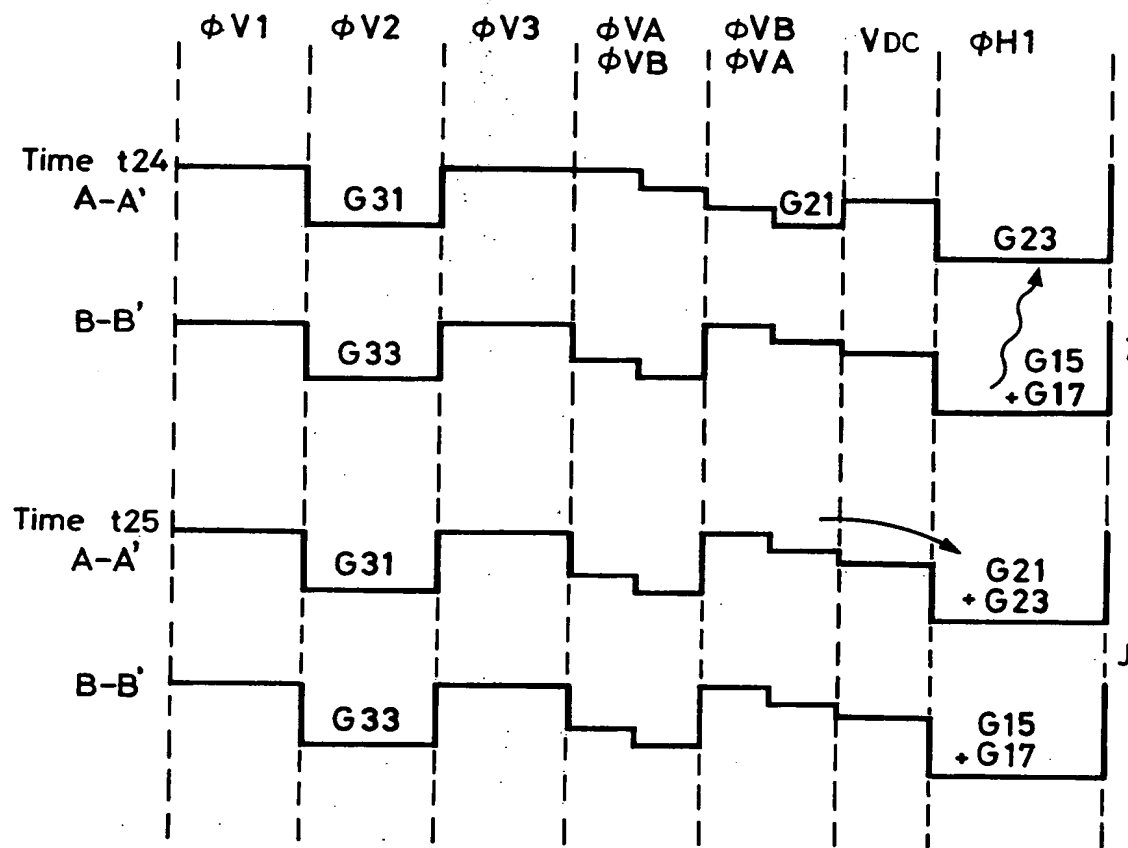 φV1 φV2 φV3 φVA φVB VDC φH1
φVB φVA
Time t24
A-A'
G31
G21
G23
B-B'
G33
G15
+G17
Time t25
A-A'
G31
G21
+G23
B-B'
G33
G15
+G17